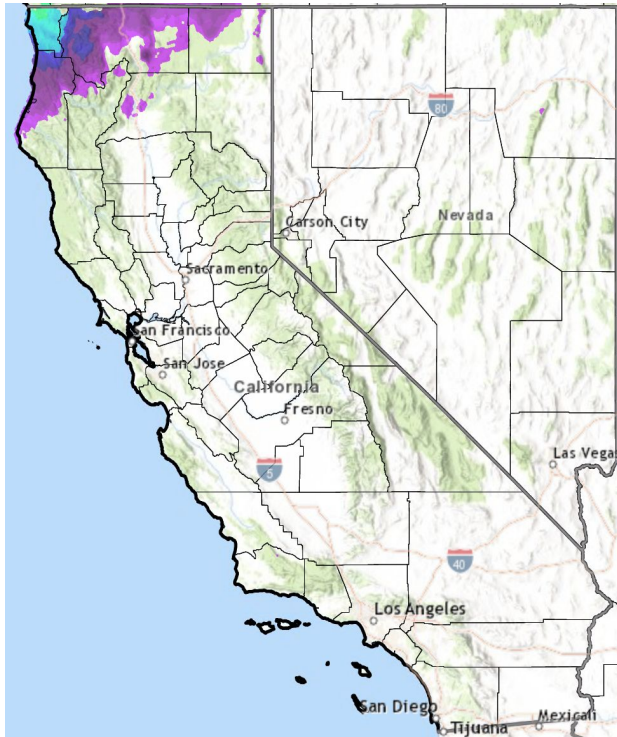 80
Carson City
Nevada
Sacramento
San Francisco
San Jose
California
Fresno
Las Vegas
5
40
Los Angeles
San Diego
Tijuana
Mexicali